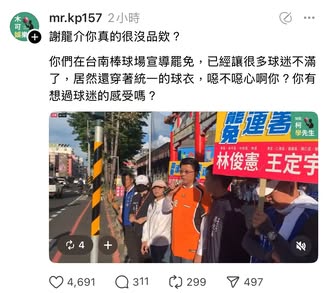 木可
娛樂
mr.kp157 2小時
謝龍介你真的很沒品欸？
你們在台南棒球場宣導罷免，已經讓很多球迷不滿
了，居然還穿著統一的球衣，噁不噁心啊你？你有
想過球迷的感受嗎？
罷免
連署
柯
學先生
林俊憲 王定宇
4
4,691 311 299 497